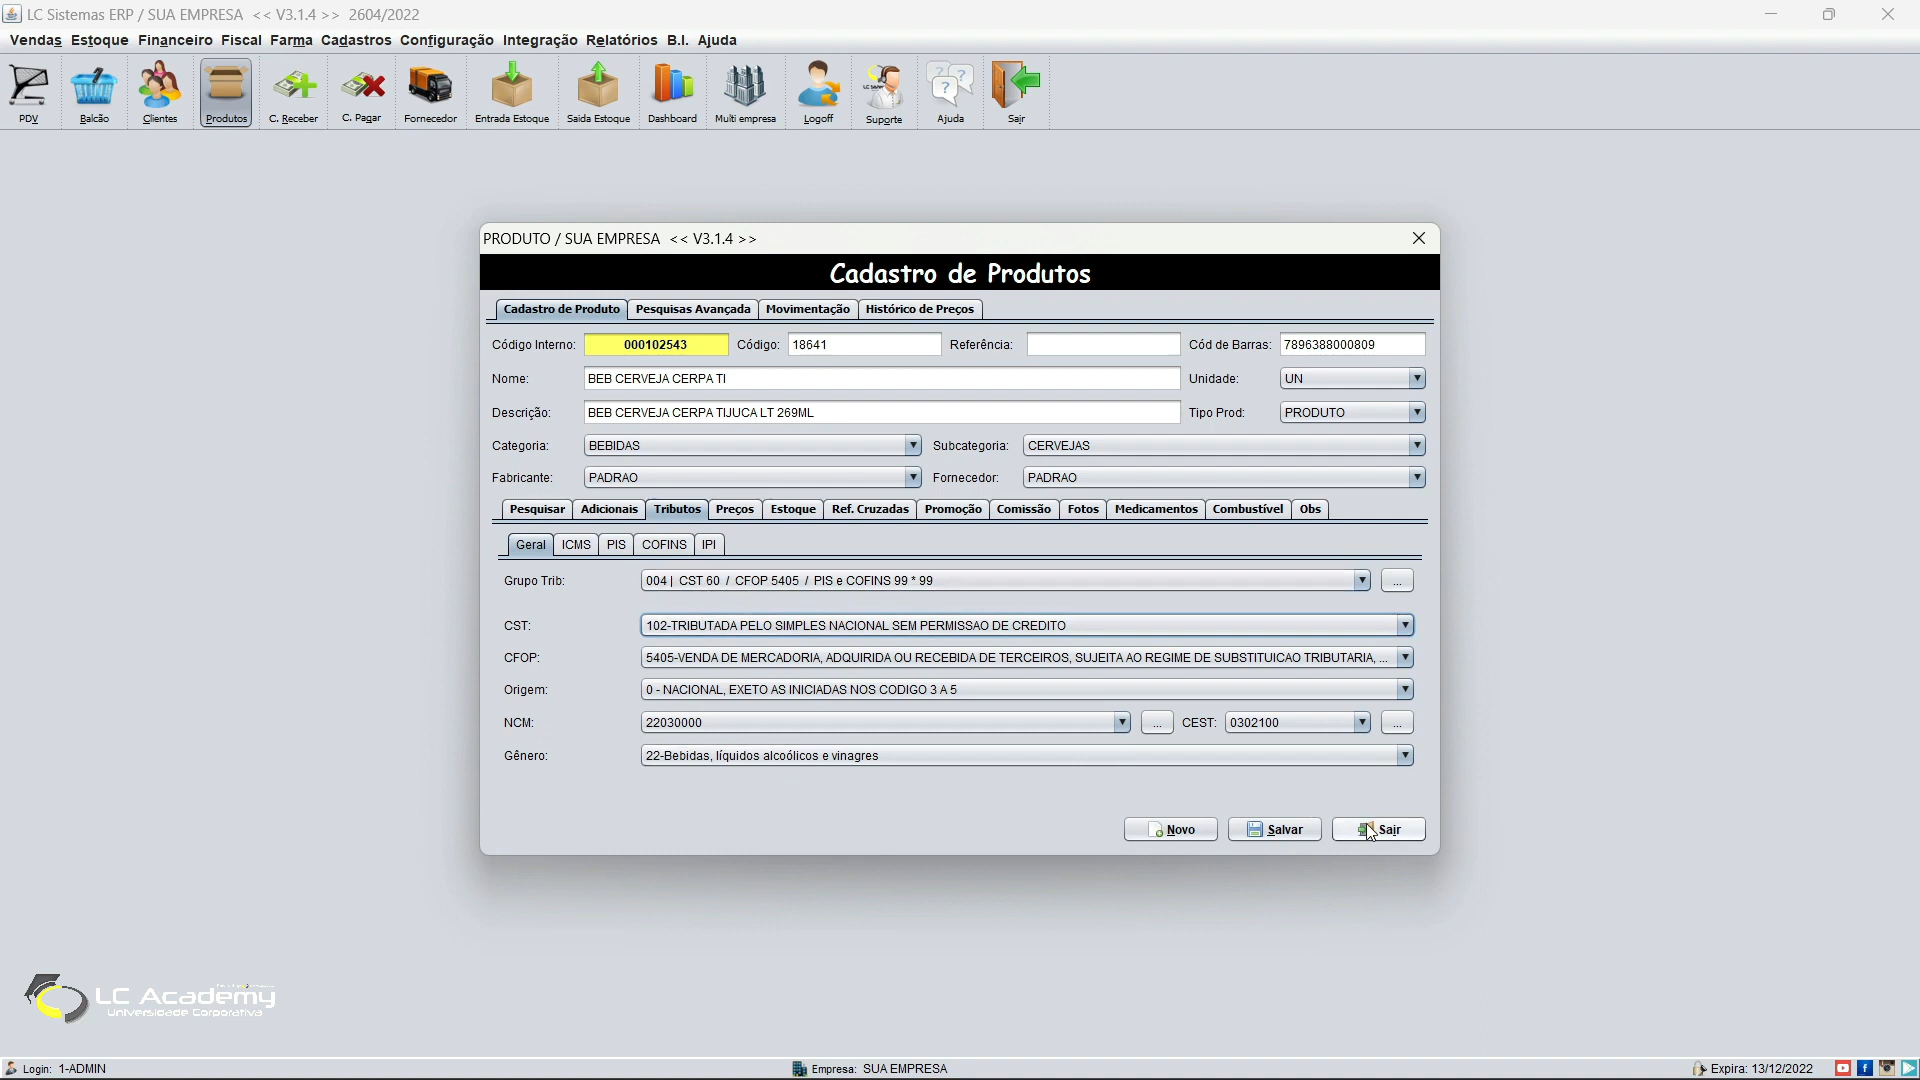 LC Sistemas ERP / SUA EMPRESA << V3.1.4 >> 2604/2022
Vendas Estoque Financeiro Fiscal Farma Cadastros Configuração Integração Relatórios B.I. Ajuda
PDV Balcão Clientes Produtos C. Receber C. Pagar Fornecedor Entrada Estoque Saida Estoque Dashboard Multi empresa Logoff Suporte Ajuda Sair
PRODUTO / SUA EMPRESA << V3.1.4 >>
Cadastro de Produtos
Cadastro de Produto Pesquisas Avançada Movimentação Histórico de Preços
Código Interno: 000102543 Código: 18641 Referência: Cód de Barras: 7896388000809
Nome: BEB CERVEJA CERPA TI Unidade: UN
Descrição: BEB CERVEJA CERPA TIJUCA LT 269ML Tipo Prod: PRODUTO
Categoria: BEBIDAS Subcategoria: CERVEJAS
Fabricante: PADRAO Fornecedor: PADRAO
Pesquisar Adicionais Tributos Preços Estoque Ref. Cruzadas Promoção Comissão Fotos Medicamentos Combustível Obs
Geral ICMS PIS COFINS IPI
Grupo Trib: 004 | CST 60 / CFOP 5405 / PIS e COFINS 99 * 99 ...
CST: 102-TRIBUTADA PELO SIMPLES NACIONAL SEM PERMISSAO DE CREDITO
CFOP: 5405-VENDA DE MERCADORIA, ADQUIRIDA OU RECEBIDA DE TERCEIROS, SUJEITA AO REGIME DE SUBSTITUICAO TRIBUTARIA, ...
Origem: 0 - NACIONAL, EXETO AS INICIADAS NOS CODIGO 3 A 5
NCM: 22030000 ... CEST: 0302100 ...
Gênero: 22-Bebidas, líquidos alcoólicos e vinagres
Novo Salvar Sair
LC Academy
Universidade Corporativa
Login: 1-ADMIN Empresa: SUA EMPRESA Expira: 13/12/2022